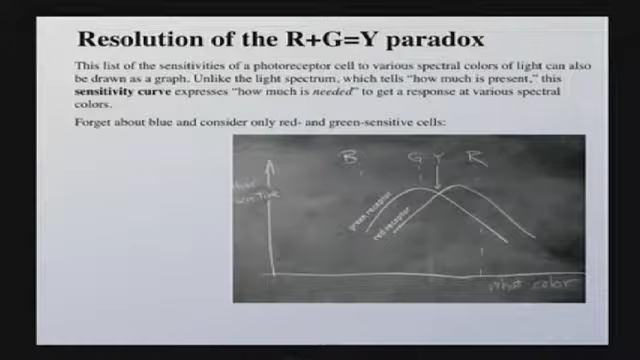 Resolution of the R+G=Y paradox
This list of the sensitivities of a photoreceptor cell to various spectral colors of light can also
be drawn as a graph. Unlike the light spectrum, which tells “how much is present,” this
sensitivity curve expresses “how much is needed” to get a response at various spectral
colors.
Forget about blue and consider only red- and green-sensitive cells:
B G Y R
green receptor
red receptor
what color